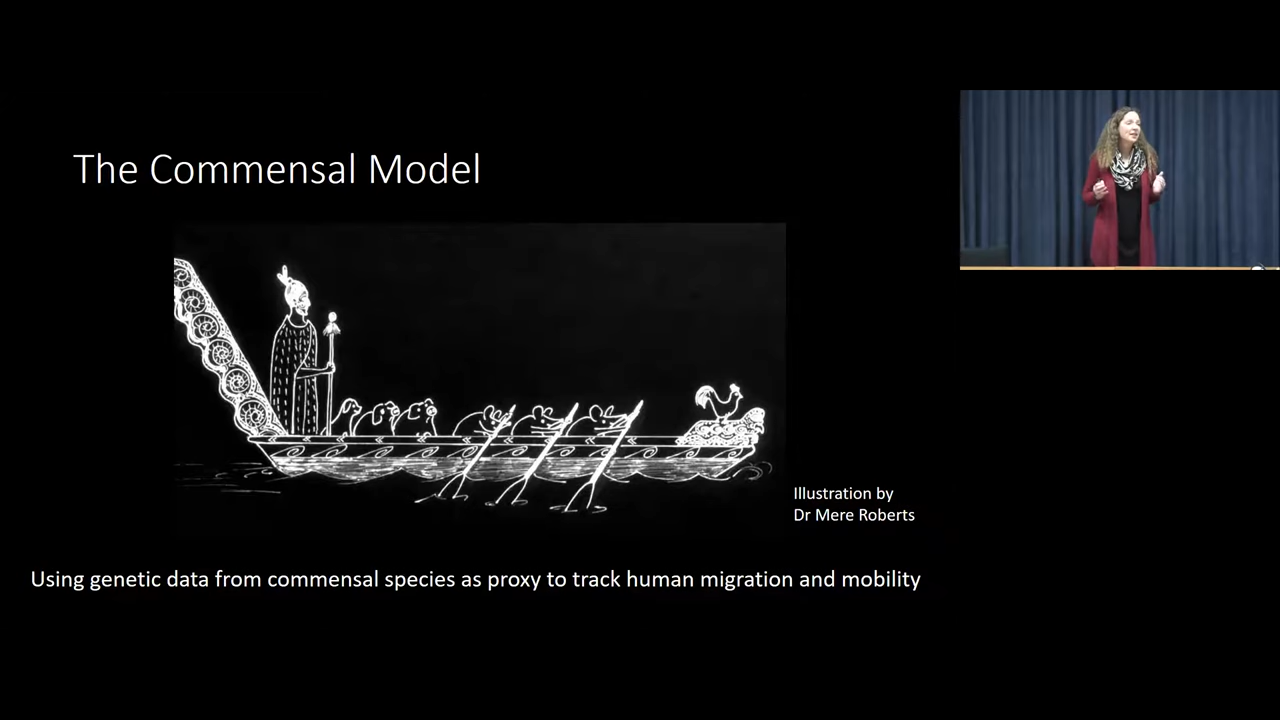 The Commensal Model
Illustration by
Dr Mere Roberts
Using genetic data from commensal species as proxy to track human migration and mobility